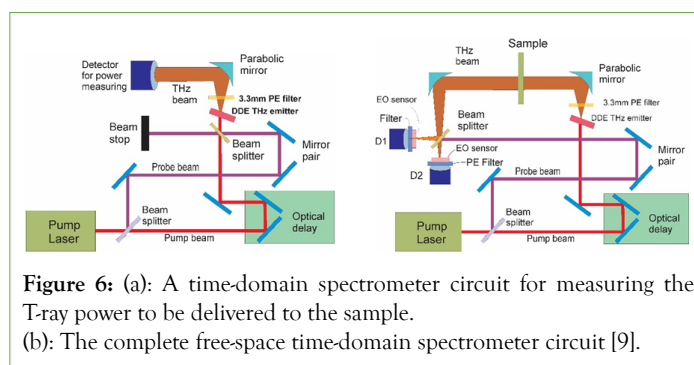 Detector
for power
measuring
THz
beam
Parabolic
mirror
3.3mm PE filter
DDE THz emitter
Beam
stop
Beam
splitter
Mirror
pair
Probe beam
Beam
splitter
Pump
Laser
Pump beam
Optical
delay
Sample
THz
beam
Parabolic
mirror
EO sensor
Filter
D1
Beam
splitter
3.3mm PE filter
DDE THz emitter
EO sensor
PE Filter
D2
Mirror
pair
Probe beam
Beam
splitter
Pump
Laser
Pump beam
Optical
delay
Figure 6: (a): A time-domain spectrometer circuit for measuring the
T-ray power to be delivered to the sample.
(b): The complete free-space time-domain spectrometer circuit [9].